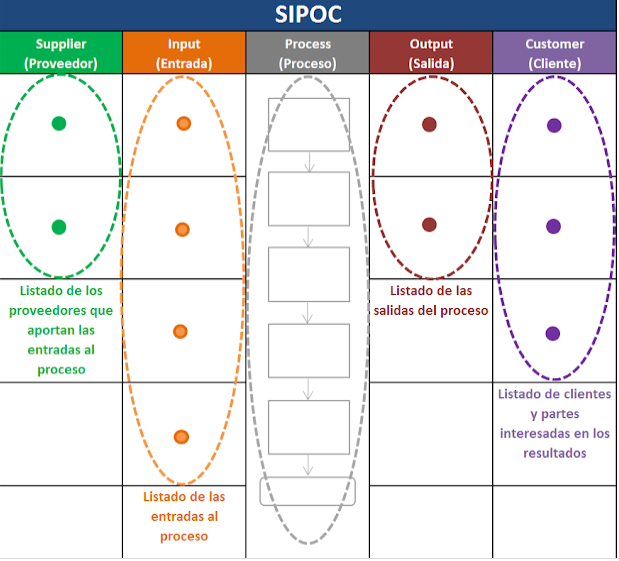 SIPOC
Supplier
(Proveedor)
Input
(Entrada)
Process
(Proceso)
Output
(Salida)
Customer
(Cliente)
Listado de los
proveedores que
aportan las
entradas al
proceso
Listado de las
entradas al
proceso
Listado de las
salidas del proceso
Listado de clientes
y partes
interesadas en los
resultados